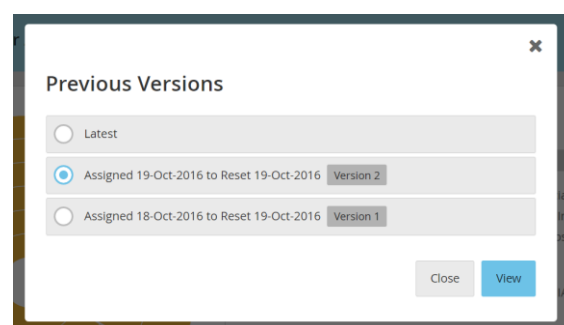 Previous Versions
Latest
Assigned 19-Oct-2016 to Reset 19-Oct-2016 Version 2
Assigned 18-Oct-2016 to Reset 19-Oct-2016 Version 1
Close View